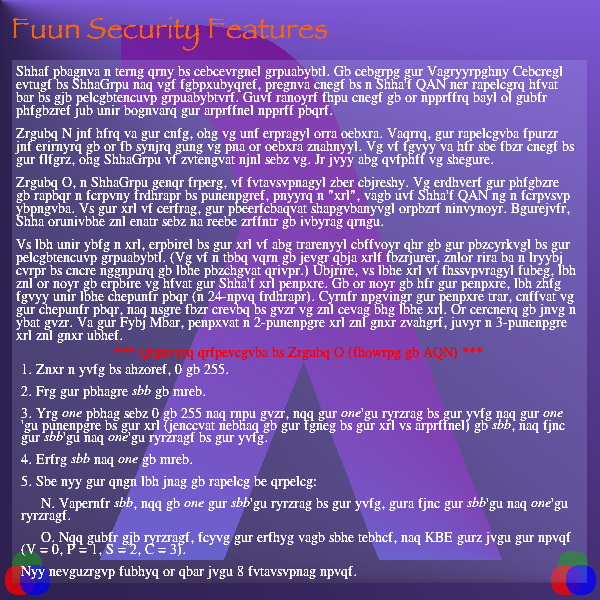 Fuun Security Features
Shhaf pbagnva n terng qrny bs cebcevrgnel grpuabybtl. Gb cebgrpg gur Vagryyrpghny Cebcregl
evtugf bs ShhaGrpu naq vgf fgbpxubyqref, pregnva cnegf bs n Shha'f QAN ner rapelcgrq hfvat
bar bs gjb pelcgbtencuvp grpuabybtvrf. Guvf ranoyrf fhpu cnegf gb or npprffrq bayl ol gubfr
phfgbzref jub unir bognvarq gur arprffnel npprff pbqrf.
Zrgubq N jnf hfrq va gur cnfg, ohg vg unf erpragyl orra oebxra. Vaqrrq, gur rapelcgvba fpurzr
jnf erirnyrq gb or fb synjrq gung vg pna or oebxra znahnyyl. Vg vf fgvyy va hfr sbe fbzr cnegf bs
gur flfgrz, ohg ShhaGrpu vf zvtengvat njnl sebz vg. Jr jvyy abg qvfphff vg shegure.
Zrgubq O, n ShhaGrpu genqr frperg, vf fvtavsvpnagyl zber cbjreshy. Vg erdhverf gur phfgbzre
gb rapbqr n fcrpvny frdhrapr bs punenpgref, pnyyrq n "xrl", vagb uvf Shha'f QAN ng n fcrpvsvp
ybpngvba. Vs gur xrl vf cerfrag, gur pbeerfcbaqvat shapgvbanyvgl orpbzrf ninvynoyr. Bgurejvfr,
Shha orunivbhe znl enatr sebz na reebe zrffntr gb ivbyrag qrngu.
Vs lbh unir ybfg n xrl, erpbirel bs gur xrl vf abg trarenyyl cbffvoyr qhr gb gur pbzcyrkvgl bs gur
pelcgbtencuvp grpuabybtl. (Vg vf n tbbq vqrn gb jevgr qbja xrlf fbzrjurer, znlor rira ba n lryybj
cvrpr bs cncre nggnpurq gb lbhe pbzchgvat qrivpr.) Ubjrire, vs lbhe xrl vf fhssvpvragyl fubeg, lbh
znl or noyr gb erpbire vg hfvat gur Shha'f xrl penpxre. Gb or noyr gb hfr gur penpxre, lbh zhfg
fgvyy unir lbhe chepunfr pbqr (n 24-npvq frdhrapr). Cyrnfr npgvingr gur penpxre trar, cnffvat vg
gur chepunfr pbqr, naq nsgre fbzr crevbq bs gvzr vg znl cevag bhg lbhe xrl. Or cercnerq gb jnvg n
ybat gvzr. Va gur Fybj Mbar, penpxvat n 2-punenpgre xrl znl gnxr zvahgrf, juvyr n 3-punenpgre
xrl znl gnxr ubhef.
*** Qrgnvyrq qrfpevcgvba bs Zrgubq O (fhowrpg gb AQN) ***
1. Znxr n yvfg bs ahzoref, 0 gb 255.
2. Frg gur pbhagre sbb gb mreb.
3. Yrg one pbhag sebz 0 gb 255 naq rnpu gvzr, nqq gur one'gu ryrzrag bs gur yvfg naq gur one
'gu punenpgre bs gur xrl (jenccvat nebhaq gb gur fgneg bs gur xrl vs arprffnel) gb sbb, naq fjnc
gur sbb'gu naq one'gu ryrzragf bs gur yvfg.
4. Erfrg sbb naq one gb mreb.
5. Sbe nyy gur qngn lbh jnag gb rapelcg be qrpelcg:
N. Vapernfr sbb, nqq gb one gur sbb'gu ryrzrag bs gur yvfg, gura fjnc gur sbb'gu naq one'gu
ryrzragf.
O. Nqq gubfr gjb ryrzragf, fcyvg gur erfhyg vagb sbhe tebhcf, naq KBE gurz jvgu gur npvqf
(V = 0, P = 1, S = 2, C = 3).
Nyy nevguzrgvp fubhyq or qbar jvgu 8 fvtavsvpnag npvqf.